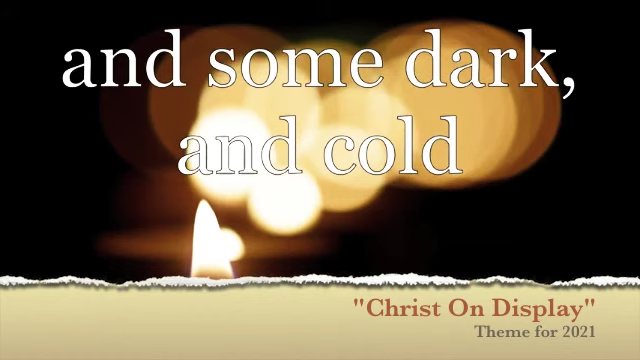 and some dark,
and cold
"Christ On Display"
Theme for 2021